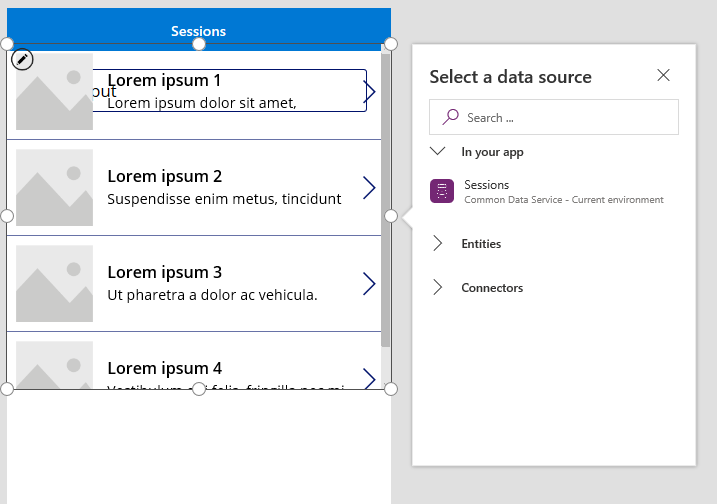 Sessions
Lorem ipsum 1
Lorem ipsum dolor sit amet,
Lorem ipsum 2
Suspendisse enim metus, tincidunt
Lorem ipsum 3
Ut pharetra a dolor ac vehicula.
Lorem ipsum 4
Select a data source
Search ...
In your app
Sessions
Common Data Service - Current environment
Entities
Connectors